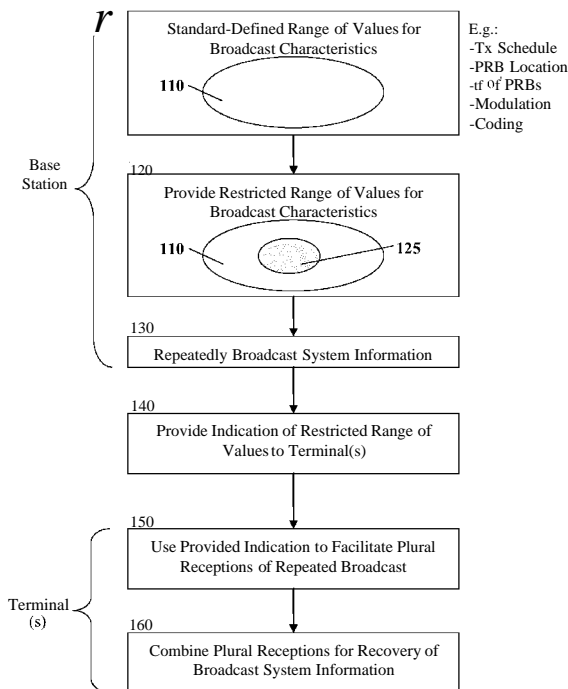 r
Standard-Defined Range of Values for
Broadcast Characteristics
110
E.g.:
-Tx Schedule
-PRB Location
-tf of PRBs
-Modulation
-Coding
Base
Station
120
Provide Restricted Range of Values for
Broadcast Characteristics
110
125
130
Repeatedly Broadcast System Information
140
Provide Indication of Restricted Range of
Values to Terminal(s)
150
Use Provided Indication to Facilitate Plural
Receptions of Repeated Broadcast
Terminal
(s)
160
Combine Plural Receptions for Recovery of
Broadcast System Information